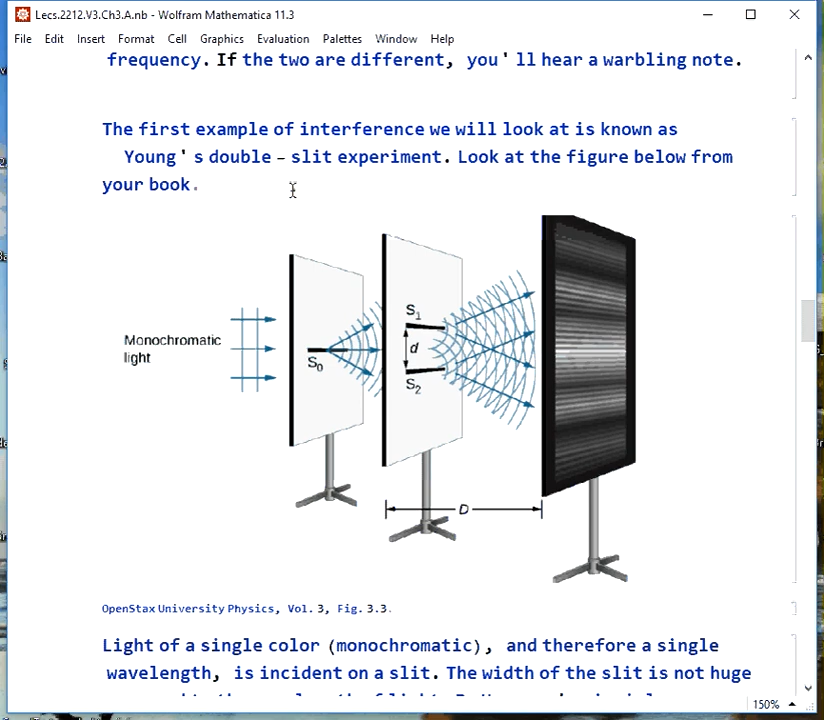 Lecs.2212.V3.Ch3.A.nb - Wolfram Mathematica 11.3
File Edit Insert Format Cell Graphics Evaluation Palettes Window Help
frequency. If the two are different, you'll hear a warbling note.
The first example of interference we will look at is known as
Young's double-slit experiment. Look at the figure below from
your book.
S1
Monochromatic
light
d
S0
S2
D
OpenStax University Physics, Vol. 3, Fig. 3.3.
Light of a single color (monochromatic), and therefore a single
wavelength, is incident on a slit. The width of the slit is not huge
150%